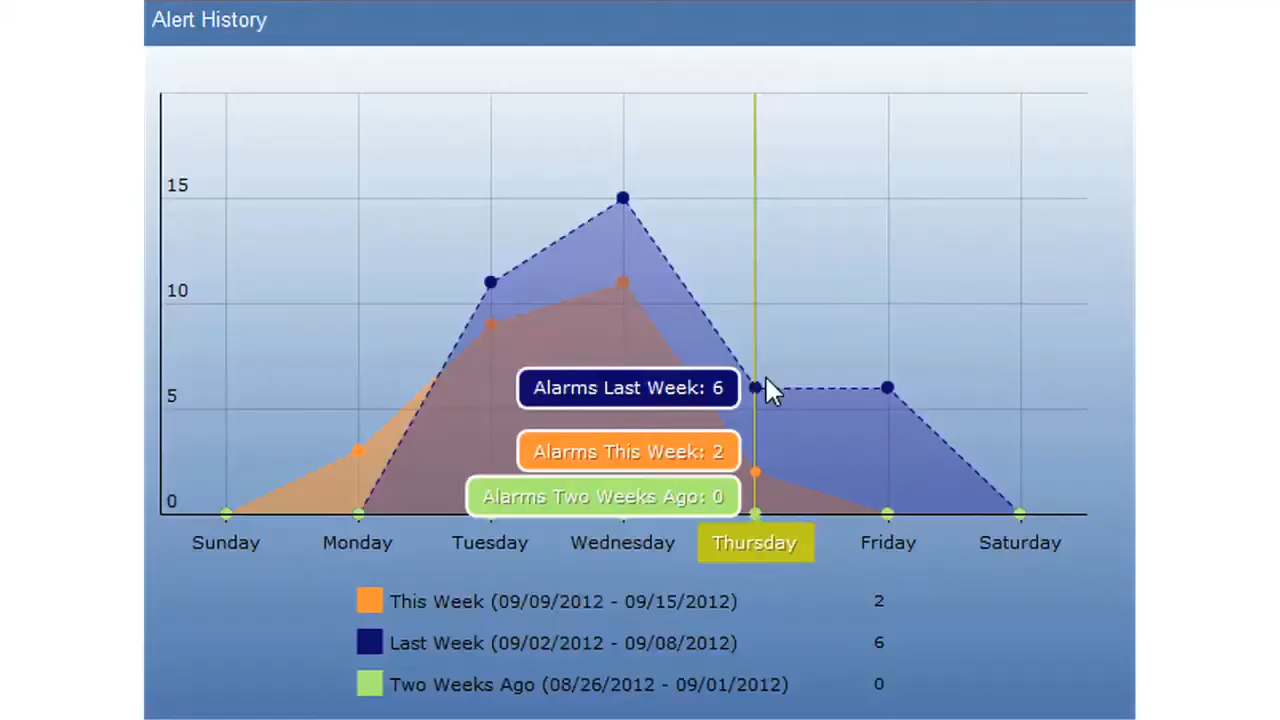 Alert History
15
10
5
0
Alarms Last Week: 6
Alarms This Week: 2
Alarms Two Weeks Ago: 0
Sunday Monday Tuesday Wednesday Thursday Friday Saturday
This Week (09/09/2012 - 09/15/2012) 2
Last Week (09/02/2012 - 09/08/2012) 6
Two Weeks Ago (08/26/2012 - 09/01/2012) 0